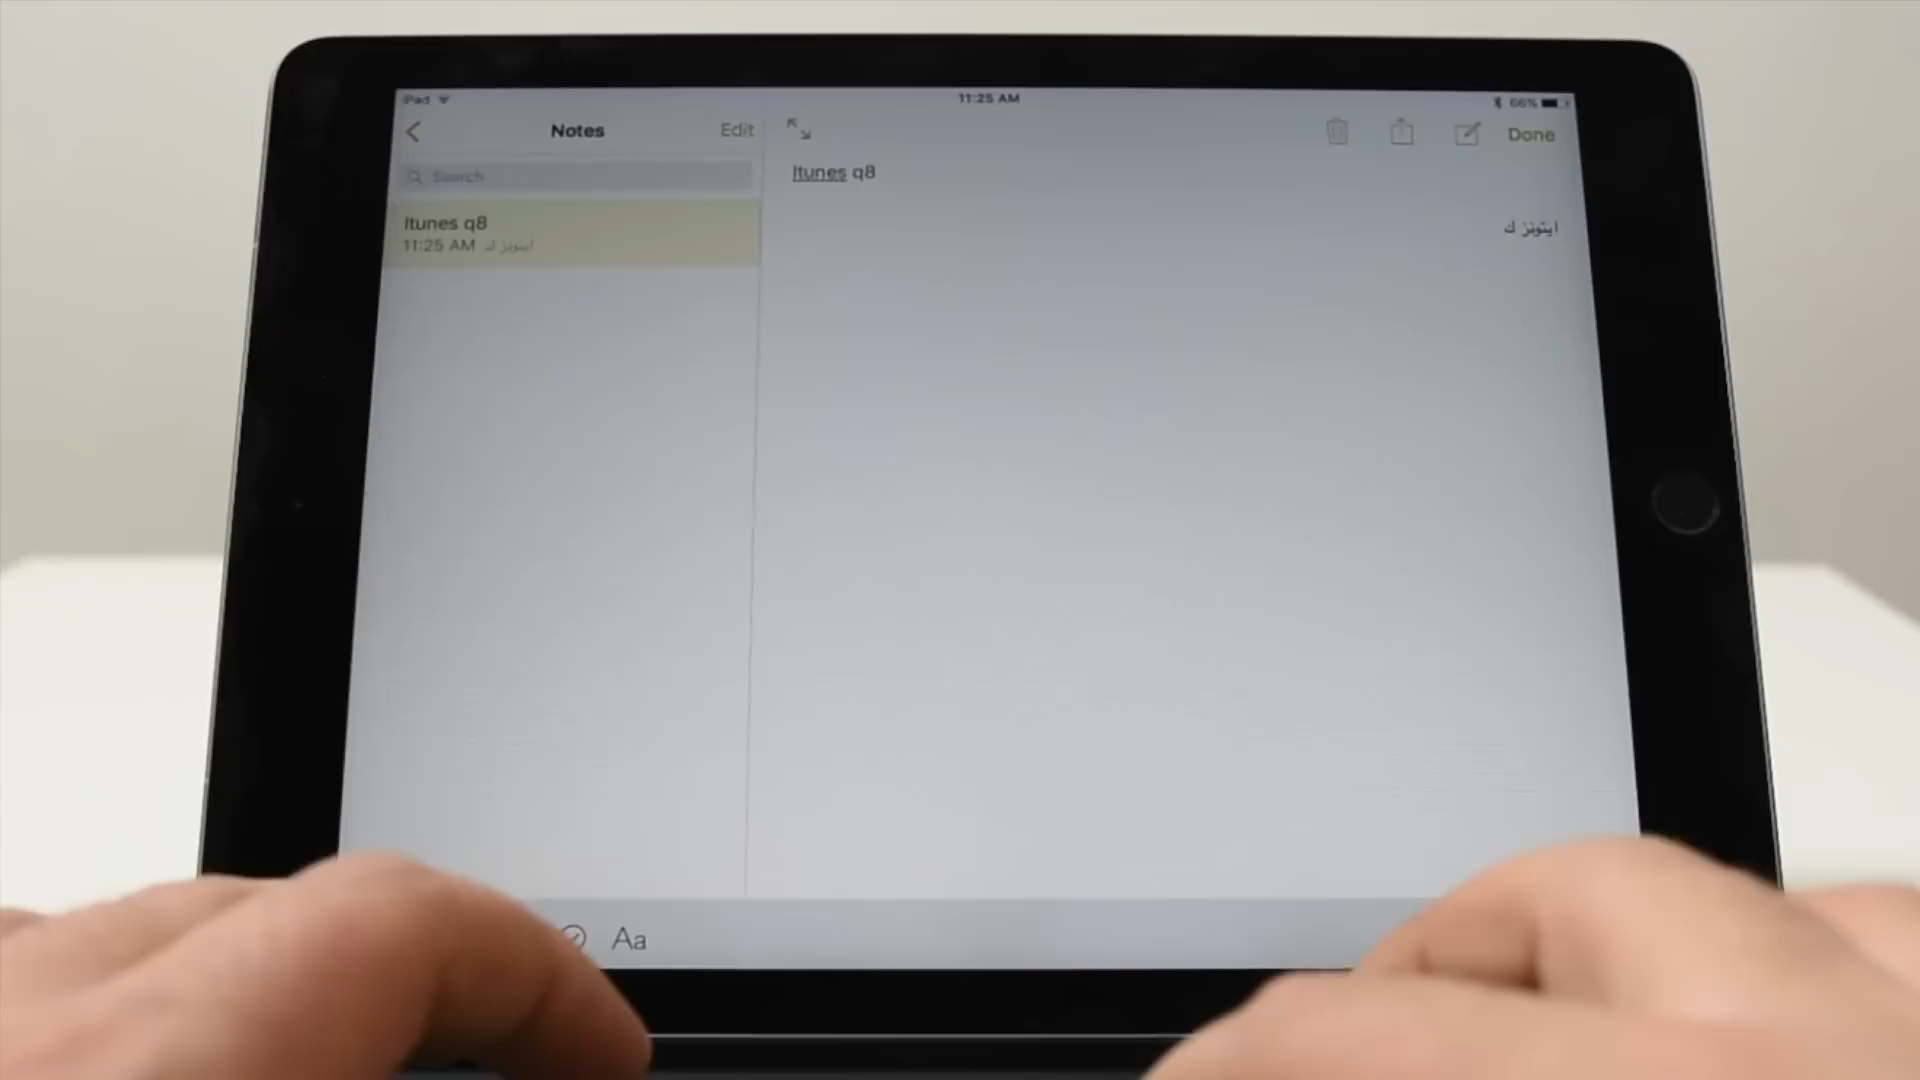 iPad
11:25 AM
66%
Notes
Edit
Done
Search
Itunes q8
11:25 AM ايتونز ك
Itunes q8
ايتونز ك
Aa